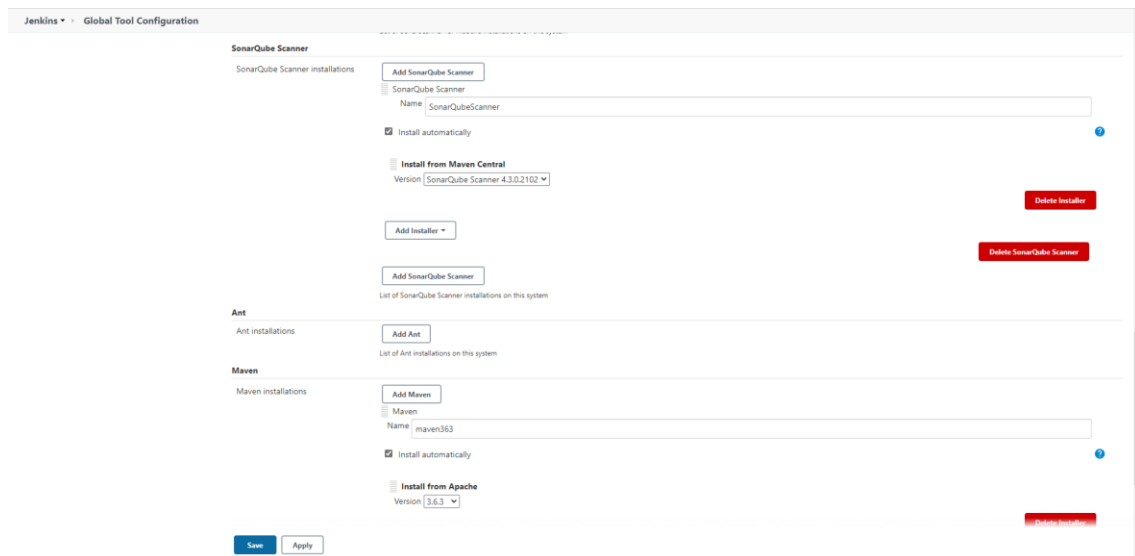 Jenkins › Global Tool Configuration
SonarQube Scanner
SonarQube Scanner installations
Add SonarQube Scanner
SonarQube Scanner
Name SonarQubeScanner
Install automatically
?
Install from Maven Central
Version SonarQube Scanner 4.3.0.2102
Delete Installer
Add Installer
Delete SonarQube Scanner
Add SonarQube Scanner
List of SonarQube Scanner installations on this system
Ant
Ant installations
Add Ant
List of Ant installations on this system
Maven
Maven installations
Add Maven
Maven
Name maven363
Install automatically
?
Install from Apache
Version 3.6.3
Delete Installer
Save Apply